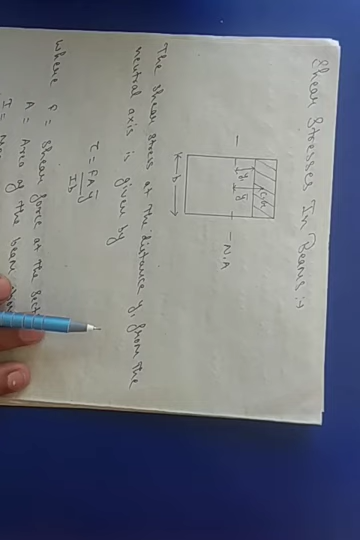 Shear Stresses In Beams :-
N.A
b
The shear stress at the distance y, from the
neutral axis is given by
τ = FAȳ
Ib
where F = Shear force at the
A = Area of the beam
I =